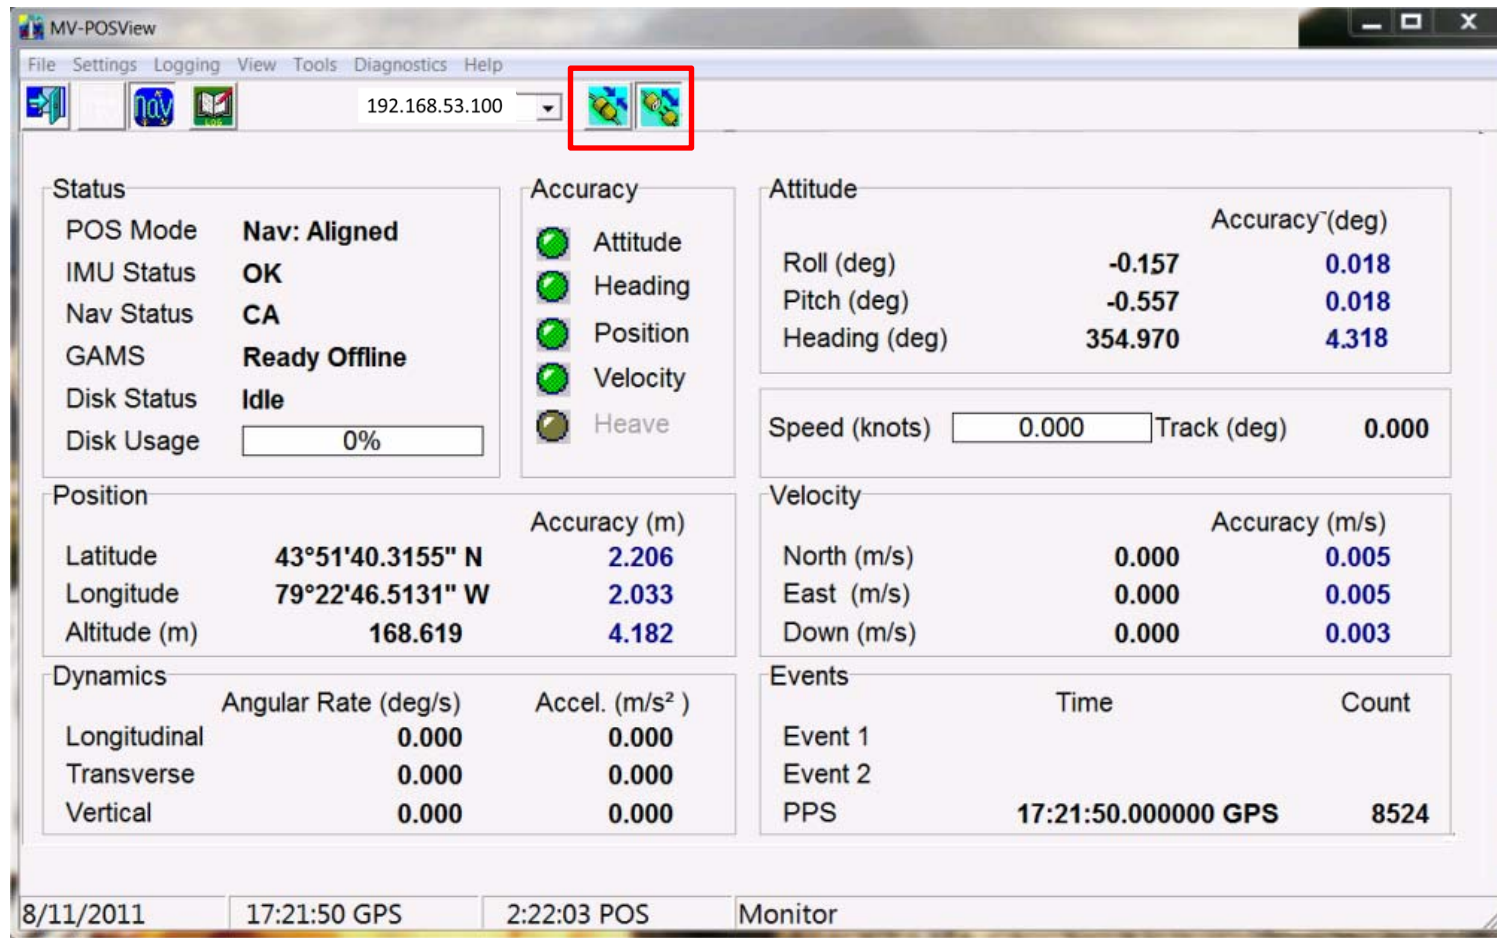 MV-POSView
File Settings Logging View Tools Diagnostics Help
nav LOG 192.168.53.100
Status
POS Mode Nav: Aligned
IMU Status OK
Nav Status CA
GAMS Ready Offline
Disk Status Idle
Disk Usage 0%
Accuracy
Attitude
Heading
Position
Velocity
Heave
Attitude
Accuracy (deg)
Roll (deg) -0.157 0.018
Pitch (deg) -0.557 0.018
Heading (deg) 354.970 4.318
Speed (knots) 0.000 Track (deg) 0.000
Position
Accuracy (m)
Latitude 43°51'40.3155" N 2.206
Longitude 79°22'46.5131" W 2.033
Altitude (m) 168.619 4.182
Velocity
Accuracy (m/s)
North (m/s) 0.000 0.005
East (m/s) 0.000 0.005
Down (m/s) 0.000 0.003
Dynamics
Angular Rate (deg/s) Accel. (m/s²)
Longitudinal 0.000 0.000
Transverse 0.000 0.000
Vertical 0.000 0.000
Events
Time Count
Event 1
Event 2
PPS 17:21:50.000000 GPS 8524
8/11/2011 17:21:50 GPS 2:22:03 POS Monitor